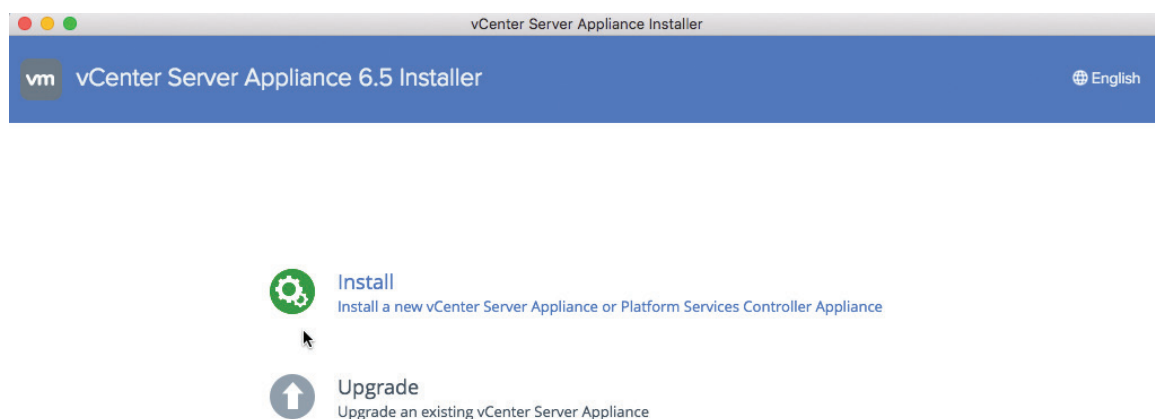 vCenter Server Appliance Installer
vm vCenter Server Appliance 6.5 Installer
English
Install
Install a new vCenter Server Appliance or Platform Services Controller Appliance
Upgrade
Upgrade an existing vCenter Server Appliance